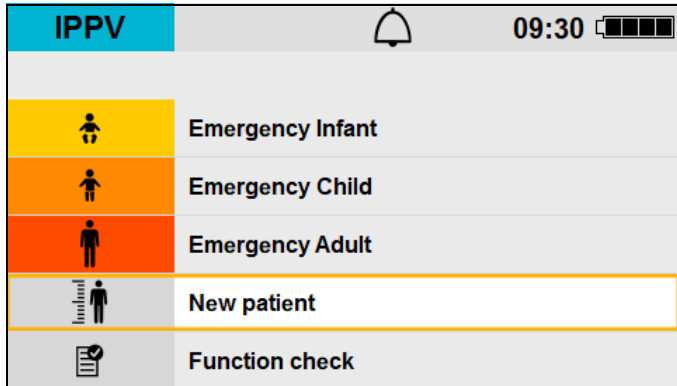 IPPV 09:30
Emergency Infant
Emergency Child
Emergency Adult
New patient
Function check